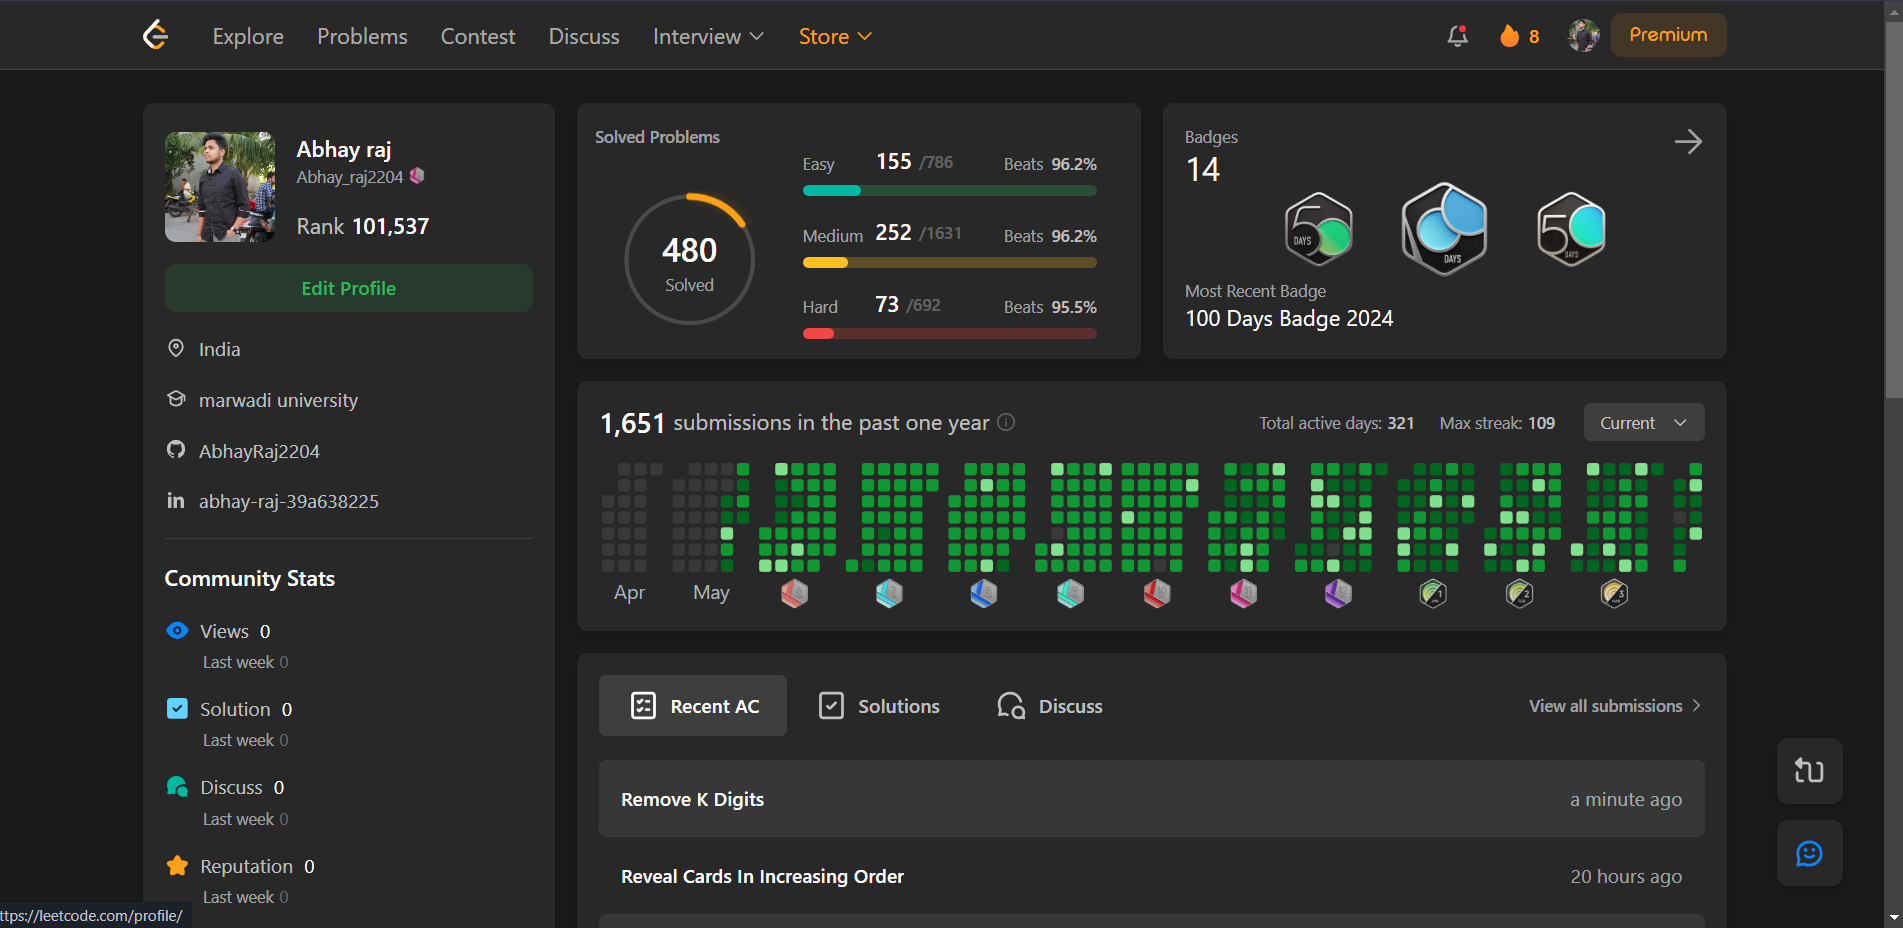 Explore Problems Contest Discuss Interview Store 8 Premium
Abhay raj
Abhay_raj2204
Rank 101,537
Edit Profile
India
marwadi university
AbhayRaj2204
abhay-raj-39a638225
Community Stats
Views 0
Last week 0
Solution 0
Last week 0
Discuss 0
Last week 0
Reputation 0
Last week 0
Solved Problems
480
Solved
Easy 155 /786 Beats 96.2%
Medium 252 /1631 Beats 96.2%
Hard 73 /692 Beats 95.5%
Badges
14
50 DAYS
DAYS
50 DAYS
Most Recent Badge
100 Days Badge 2024
1,651 submissions in the past one year Total active days: 321 Max streak: 109 Current
Apr May
Recent AC Solutions Discuss View all submissions
Remove K Digits a minute ago
Reveal Cards In Increasing Order 20 hours ago
ttps://leetcode.com/profile/